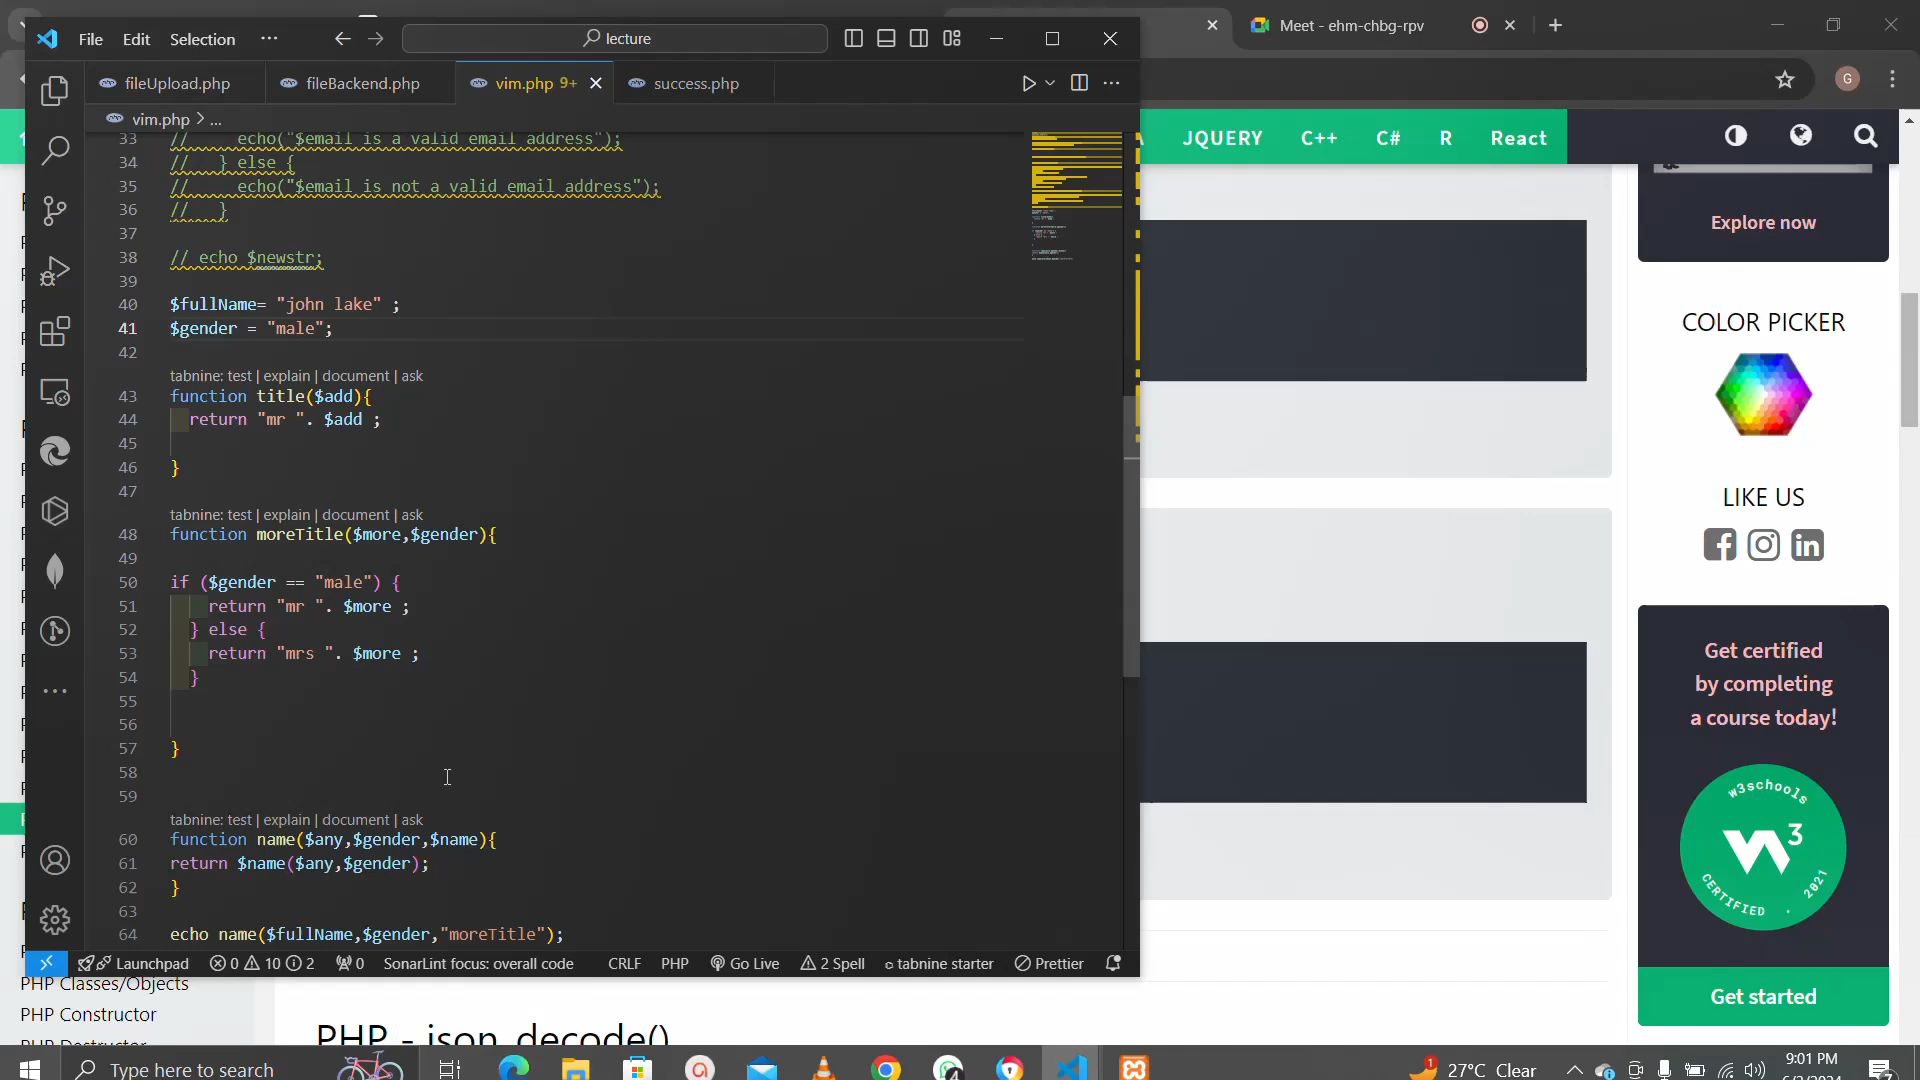 File Edit Selection ···
lecture
Meet - ehm-chbg-rpv
G
fileUpload.php
fileBackend.php
vim.php 9+
success.php
vim.php > ...
JQUERY C++ C# R React
33 // echo("$email is a valid email address");
34 // } else {
35 // echo("$email is not a valid email address");
36 // }
37
38 // echo $newstr;
39
40 $fullName= "john lake" ;
41 $gender = "male";
42
tabnine: test | explain | document | ask
43 function title($add){
44 return "mr ". $add ;
45
46 }
47
tabnine: test | explain | document | ask
48 function moreTitle($more,$gender){
49
50 if ($gender == "male") {
51 return "mr ". $more ;
52 } else {
53 return "mrs ". $more ;
54 }
55
56
57 }
58
59
tabnine: test | explain | document | ask
60 function name($any,$gender,$name){
61 return $name($any,$gender);
62 }
63
64 echo name($fullName,$gender,"moreTitle");
Launchpad
0 10 2
0
SonarLint focus: overall code
CRLF
PHP
Go Live
2 Spell
tabnine starter
Prettier
Explore now
COLOR PICKER
LIKE US
Get certified
by completing
a course today!
w3schools
W3
CERTIFIED · 2021
Get started
PHP Classes/Objects
PHP Constructor
PHP Destructor
PHP - json_decode()
Type here to search
4
1
27°C Clear
9:01 PM
7